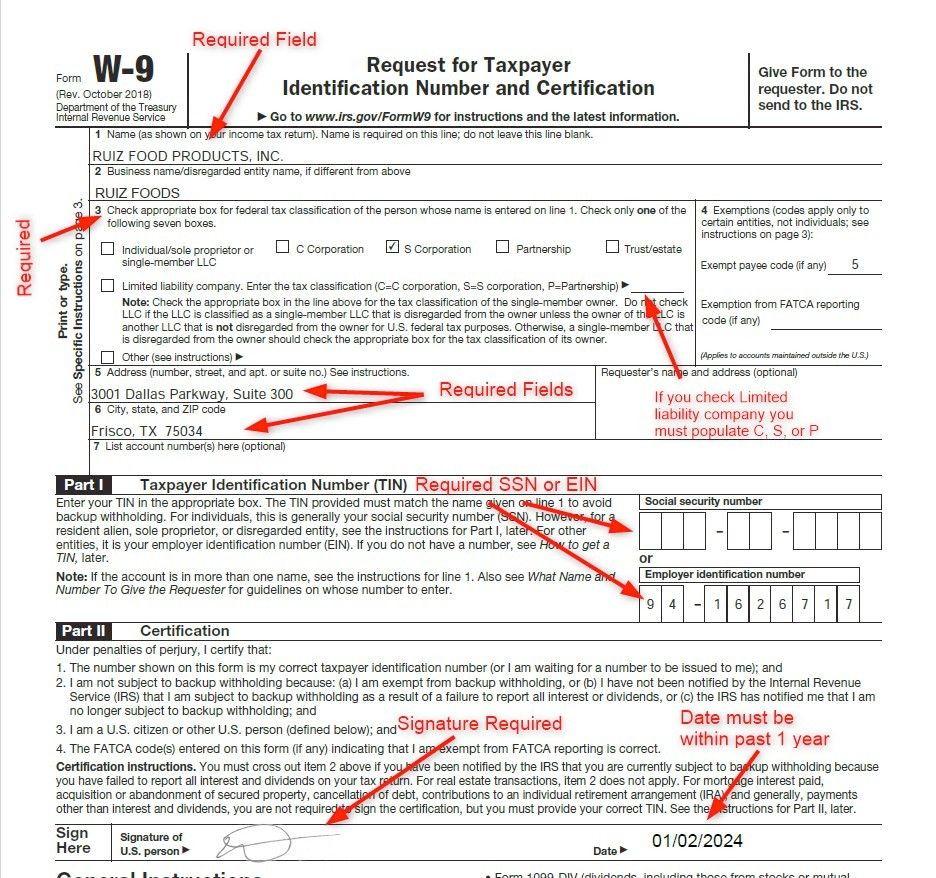 Required Field
Form W-9
(Rev. October 2018)
Department of the Treasury
Internal Revenue Service
Request for Taxpayer
Identification Number and Certification
▶ Go to www.irs.gov/FormW9 for instructions and the latest information.
Give Form to the
requester. Do not
send to the IRS.
1 Name (as shown on your income tax return). Name is required on this line; do not leave this line blank.
RUIZ FOOD PRODUCTS, INC.
2 Business name/disregarded entity name, if different from above
RUIZ FOODS
Required
Print or type.
See Specific Instructions on page 3.
3 Check appropriate box for federal tax classification of the person whose name is entered on line 1. Check only one of the
following seven boxes.
Individual/sole proprietor or
single-member LLC
C Corporation
✓ S Corporation
Partnership
Trust/estate
Limited liability company. Enter the tax classification (C=C corporation, S=S corporation, P=Partnership) ▶
Note: Check the appropriate box in the line above for the tax classification of the single-member owner. Do not check
LLC if the LLC is classified as a single-member LLC that is disregarded from the owner unless the owner of the LLC is
another LLC that is not disregarded from the owner for U.S. federal tax purposes. Otherwise, a single-member LLC that
is disregarded from the owner should check the appropriate box for the tax classification of its owner.
Other (see instructions) ▶
4 Exemptions (codes apply only to
certain entities, not individuals; see
instructions on page 3):
Exempt payee code (if any) 5
Exemption from FATCA reporting
code (if any)
(Applies to accounts maintained outside the U.S.)
5 Address (number, street, and apt. or suite no.) See instructions.
3001 Dallas Parkway, Suite 300
Required Fields
6 City, state, and ZIP code
Frisco, TX 75034
Requester's name and address (optional)
If you check Limited
liability company you
must populate C, S, or P
7 List account number(s) here (optional)
Part I Taxpayer Identification Number (TIN)
Required SSN or EIN
Enter your TIN in the appropriate box. The TIN provided must match the name given on line 1 to avoid
backup withholding. For individuals, this is generally your social security number (SSN). However, for a
resident alien, sole proprietor, or disregarded entity, see the instructions for Part I, later. For other
entities, it is your employer identification number (EIN). If you do not have a number, see How to get a
TIN, later.
Note: If the account is in more than one name, see the instructions for line 1. Also see What Name and
Number To Give the Requester for guidelines on whose number to enter.
Social security number
– –
or
Employer identification number
9 4 – 1 6 2 6 7 1 7
Part II Certification
Under penalties of perjury, I certify that:
1. The number shown on this form is my correct taxpayer identification number (or I am waiting for a number to be issued to me); and
2. I am not subject to backup withholding because: (a) I am exempt from backup withholding, or (b) I have not been notified by the Internal Revenue
Service (IRS) that I am subject to backup withholding as a result of a failure to report all interest or dividends, or (c) the IRS has notified me that I am
no longer subject to backup withholding; and
3. I am a U.S. citizen or other U.S. person (defined below); and
Signature Required
Date must be
within past 1 year
4. The FATCA code(s) entered on this form (if any) indicating that I am exempt from FATCA reporting is correct.
Certification instructions. You must cross out item 2 above if you have been notified by the IRS that you are currently subject to backup withholding because
you have failed to report all interest and dividends on your tax return. For real estate transactions, item 2 does not apply. For mortgage interest paid,
acquisition or abandonment of secured property, cancellation of debt, contributions to an individual retirement arrangement (IRA), and generally, payments
other than interest and dividends, you are not required to sign the certification, but you must provide your correct TIN. See the instructions for Part II, later.
Sign
Here
Signature of
U.S. person ▶
Date ▶ 01/02/2024
General Instructions
• Form 1099-DIV (dividends, including those from stocks or mutual